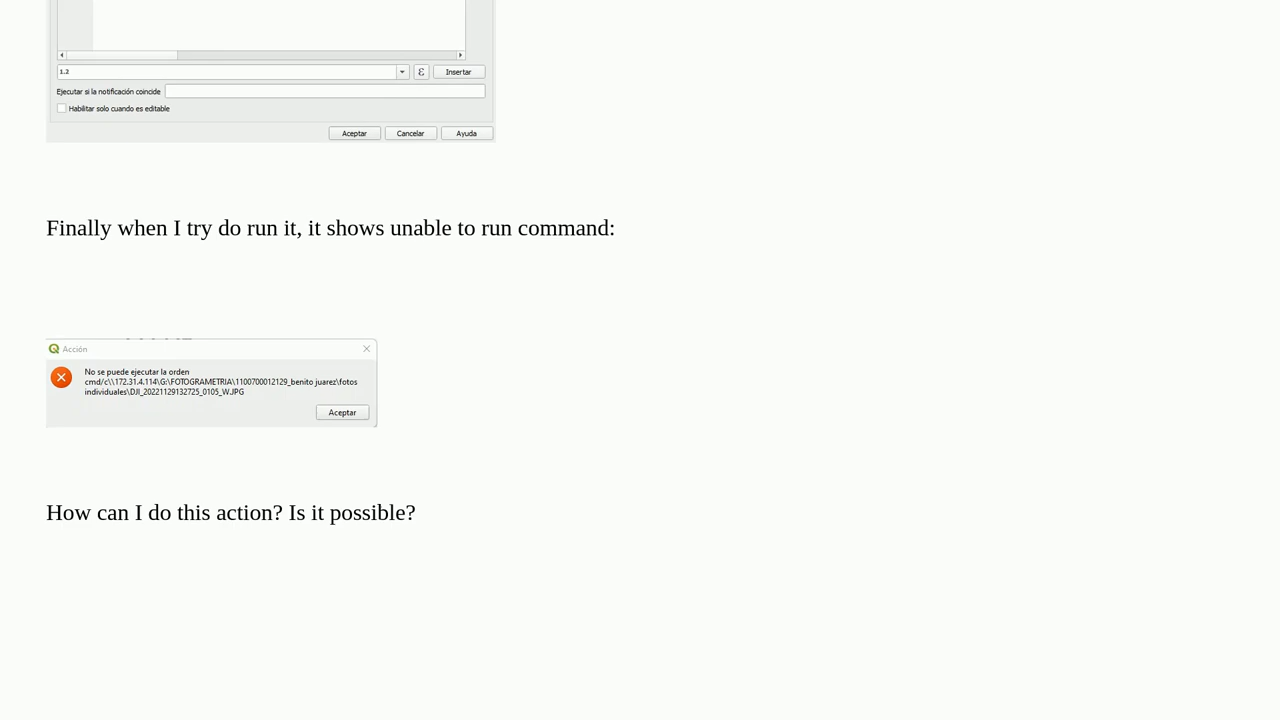 1.2
ε
Insertar
Ejecutar si la notificación coincide
Habilitar solo cuando es editable
Aceptar
Cancelar
Ayuda
Finally when I try do run it, it shows unable to run command:
Acción
No se puede ejecutar la orden
cmd/c\\172.31.4.114\G:\FOTOGRAMETRIA\1100700012129_benito juarez\fotos
individuales\DJI_20221129132725_0105_W.JPG
Aceptar
How can I do this action? Is it possible?